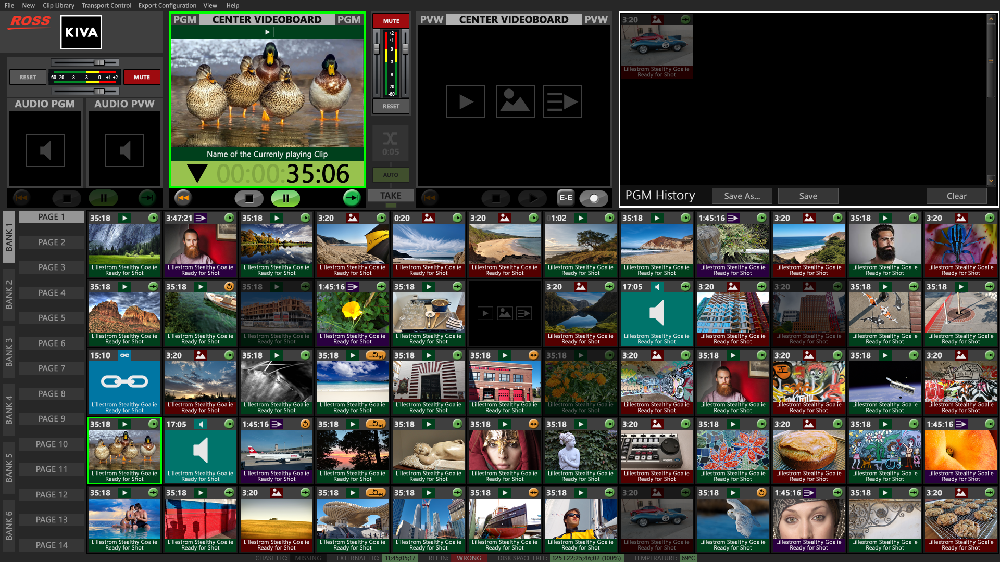 File New Clip Library Transport Control Export Configuration View Help
ROSS
KIVA
RESET
-60 -20 -8 -3 0 +1 +2
MUTE
AUDIO PGM
AUDIO PVW
PGM CENTER VIDEOBOARD PGM
Name of the Currenly playing Clip
00:00:35:06
MUTE
+2
+1
0
-3
-8
-20
-60
RESET
0:05
AUTO
TAKE
PVW CENTER VIDEOBOARD PVW
E-E
3:20
Lillestrom Stealthy Goalie
Ready for Shot
PGM History
Save As...
Save
Clear
BANK 1
BANK 2
BANK 3
BANK 4
BANK 5
BANK 6
PAGE 1
PAGE 2
PAGE 3
PAGE 4
PAGE 5
PAGE 6
PAGE 7
PAGE 8
PAGE 9
PAGE 10
PAGE 11
PAGE 12
PAGE 13
PAGE 14
35:18 3:47:21 35:18 3:20 0:20 3:20 01:02 35:18 1:45:16 3:20 35:18 3:20
Lillestrom Stealthy Goalie Lillestrom Stealthy Goalie Lillestrom Stealthy Goalie Lillestrom Stealthy Goalie Lillestrom Stealthy Goalie Lillestrom Stealthy Goalie Lillestrom Stealthy Goalie Lillestrom Stealthy Goalie Lillestrom Stealthy Goalie Lillestrom Stealthy Goalie Lillestrom Stealthy Goalie Lillestrom Stealthy Goalie
Ready for Shot Ready for Shot Ready for Shot Ready for Shot Ready for Shot Ready for Shot Ready for Shot Ready for Shot Ready for Shot Ready for Shot Ready for Shot Ready for Shot
35:18 35:18 35:18 1:45:16 35:18 3:20 17:05 3:20 3:20 35:18 35:18
Lillestrom Stealthy Goalie Lillestrom Stealthy Goalie Lillestrom Stealthy Goalie Lillestrom Stealthy Goalie Lillestrom Stealthy Goalie Lillestrom Stealthy Goalie Lillestrom Stealthy Goalie Lillestrom Stealthy Goalie Lillestrom Stealthy Goalie Lillestrom Stealthy Goalie Lillestrom Stealthy Goalie
Ready for Shot Ready for Shot Ready for Shot Ready for Shot Ready for Shot Ready for Shot Ready for Shot Ready for Shot Ready for Shot Ready for Shot Ready for Shot
15:10 3:20 35:18 35:18 35:18 35:18 35:18 3:20 35:18 3:20 35:18 3:20
Lillestrom Stealthy Goalie Lillestrom Stealthy Goalie Lillestrom Stealthy Goalie Lillestrom Stealthy Goalie Lillestrom Stealthy Goalie Lillestrom Stealthy Goalie Lillestrom Stealthy Goalie Lillestrom Stealthy Goalie Lillestrom Stealthy Goalie Lillestrom Stealthy Goalie Lillestrom Stealthy Goalie Lillestrom Stealthy Goalie
Ready for Shot Ready for Shot Ready for Shot Ready for Shot Ready for Shot Ready for Shot Ready for Shot Ready for Shot Ready for Shot Ready for Shot Ready for Shot Ready for Shot
35:18 17:05 1:45:16 35:18 35:18 35:18 35:18 3:20 35:18 3:20 35:18 1:45:16
Lillestrom Stealthy Goalie Lillestrom Stealthy Goalie Lillestrom Stealthy Goalie Lillestrom Stealthy Goalie Lillestrom Stealthy Goalie Lillestrom Stealthy Goalie Lillestrom Stealthy Goalie Lillestrom Stealthy Goalie Lillestrom Stealthy Goalie Lillestrom Stealthy Goalie Lillestrom Stealthy Goalie Lillestrom Stealthy Goalie
Ready for Shot Ready for Shot Ready for Shot Ready for Shot Ready for Shot Ready for Shot Ready for Shot Ready for Shot Ready for Shot Ready for Shot Ready for Shot Ready for Shot
35:18 35:18 3:20 35:18 35:18 35:18 35:18 3:20 35:18 1:45:16 35:18 3:20
Lillestrom Stealthy Goalie Lillestrom Stealthy Goalie Lillestrom Stealthy Goalie Lillestrom Stealthy Goalie Lillestrom Stealthy Goalie Lillestrom Stealthy Goalie Lillestrom Stealthy Goalie Lillestrom Stealthy Goalie Lillestrom Stealthy Goalie Lillestrom Stealthy Goalie Lillestrom Stealthy Goalie Lillestrom Stealthy Goalie
Ready for Shot Ready for Shot Ready for Shot Ready for Shot Ready for Shot Ready for Shot Ready for Shot Ready for Shot Ready for Shot Ready for Shot Ready for Shot Ready for Shot
CHASE LTC: MISSING EXTERNAL LTC: 11;45;05;17 REF IN: WRONG DISK SPACE FREE: 125+22;25;46;02 (100%) TEMPERATURE: 69°C